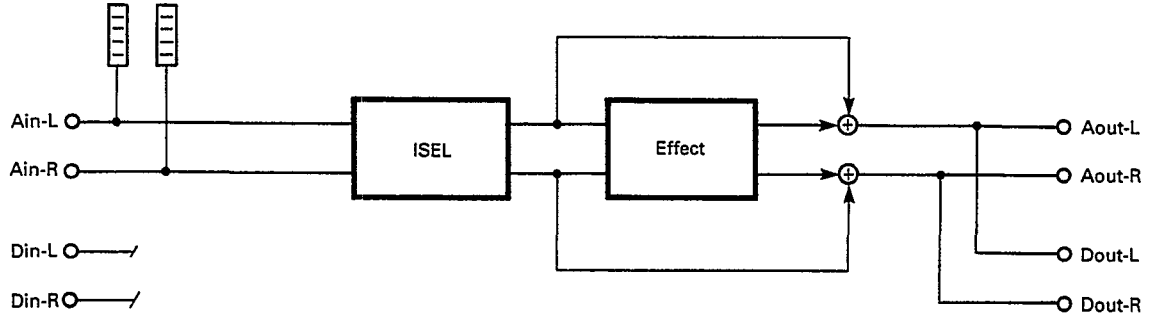 Ain-L
Ain-R
Din-L
Din-R
ISEL
Effect
Aout-L
Aout-R
Dout-L
Dout-R